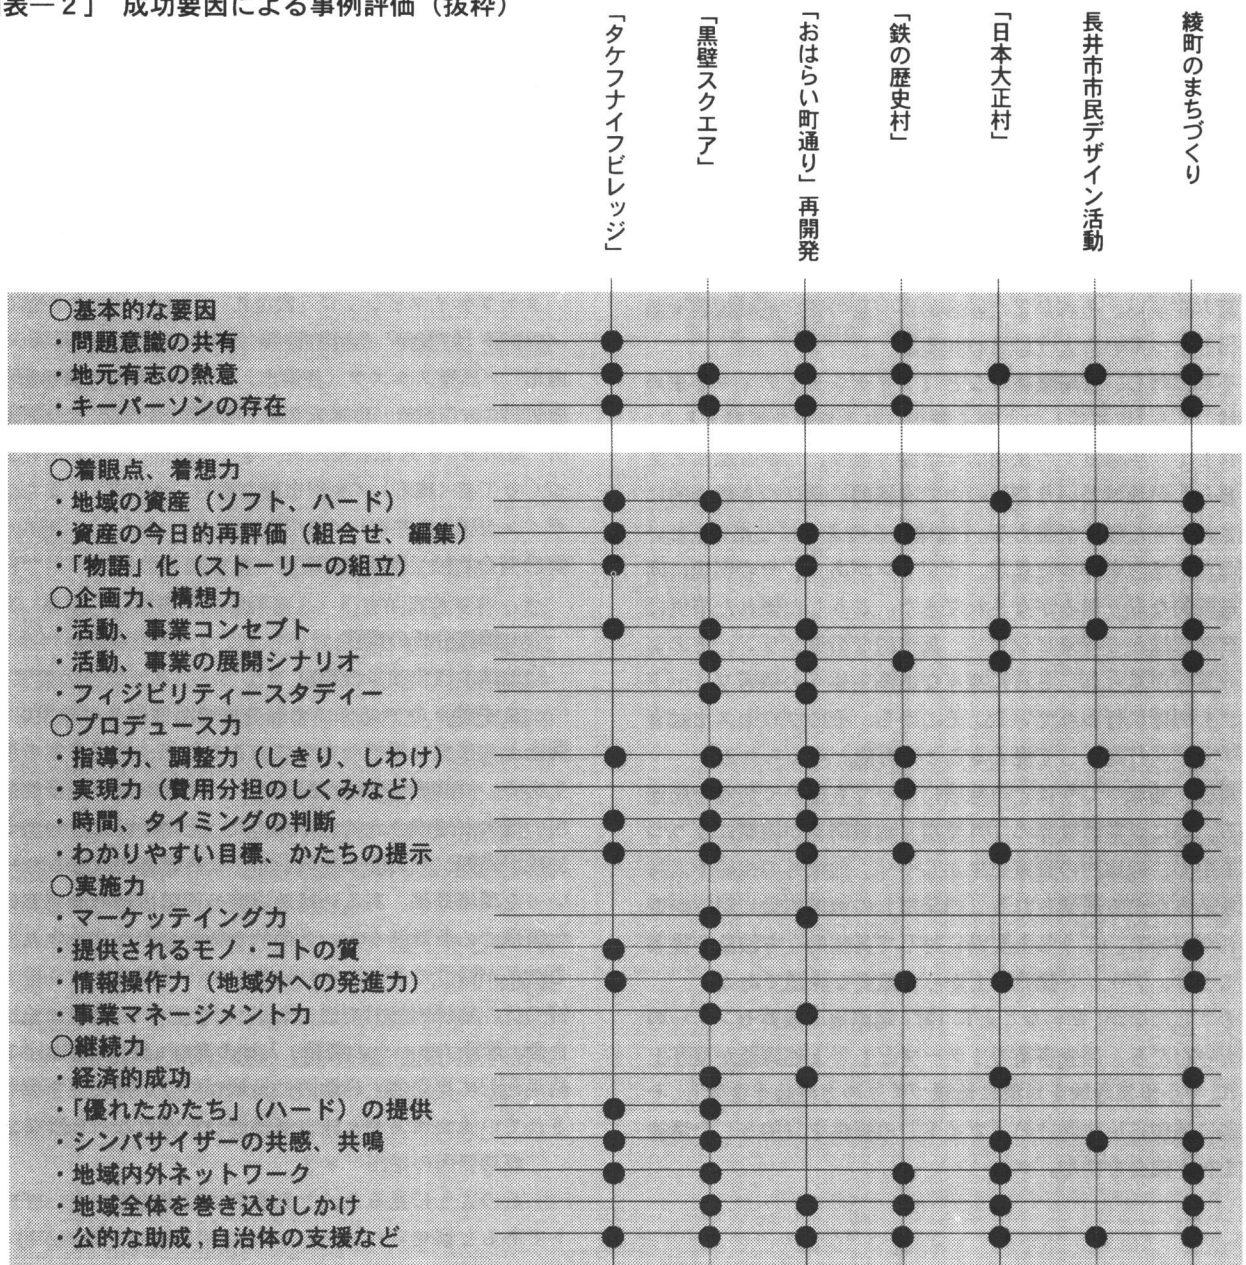 表―2］ 成功要因による事例評価（抜粋）
「タケフナイフビレッジ」
「黒壁スクエア」
「おはらい町通り」再開発
「鉄の歴史村」
「日本大正村」
長井市市民デザイン活動
綾町のまちづくり
○基本的な要因
・問題意識の共有
・地元有志の熱意
・キーパーソンの存在
○着眼点、着想力
・地域の資産（ソフト、ハード）
・資産の今日的再評価（組合せ、編集）
・「物語」化（ストーリーの組立）
○企画力、構想力
・活動、事業コンセプト
・活動、事業の展開シナリオ
・フィジビリティースタディー
○プロデュース力
・指導力、調整力（しきり、しわけ）
・実現力（費用分担のしくみなど）
・時間、タイミングの判断
・わかりやすい目標、かたちの提示
○実施力
・マーケッテイング力
・提供されるモノ・コトの質
・情報操作力（地域外への発進力）
・事業マネージメント力
○継続力
・経済的成功
・「優れたかたち」（ハード）の提供
・シンパサイザーの共感、共鳴
・地域内外ネットワーク
・地域全体を巻き込むしかけ
・公的な助成,自治体の支援など